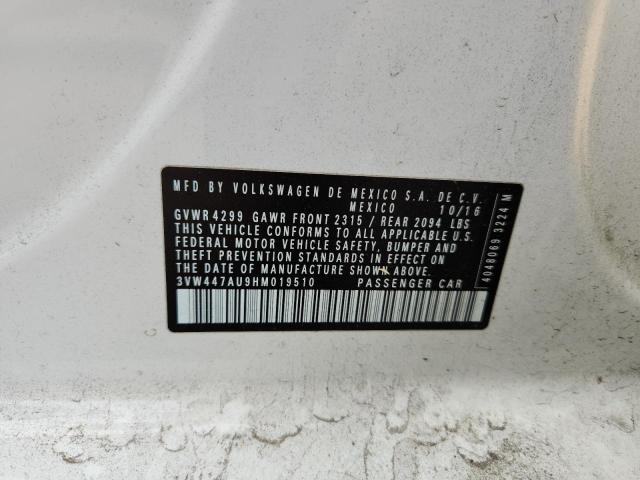 MFD BY VOLKSWAGEN DE MEXICO S.A. DE C.V.
MEXICO 10/16
GVWR 4299 GAWR FRONT 2315 / REAR 2094 LBS
THIS VEHICLE CONFORMS TO ALL APPLICABLE U.S.
FEDERAL MOTOR VEHICLE SAFETY, BUMPER AND
THEFT PREVENTION STANDARDS IN EFFECT ON
THE DATE OF MANUFACTURE SHOWN ABOVE.
3VW447AU9HM019510 PASSENGER CAR
4048069 3224 M